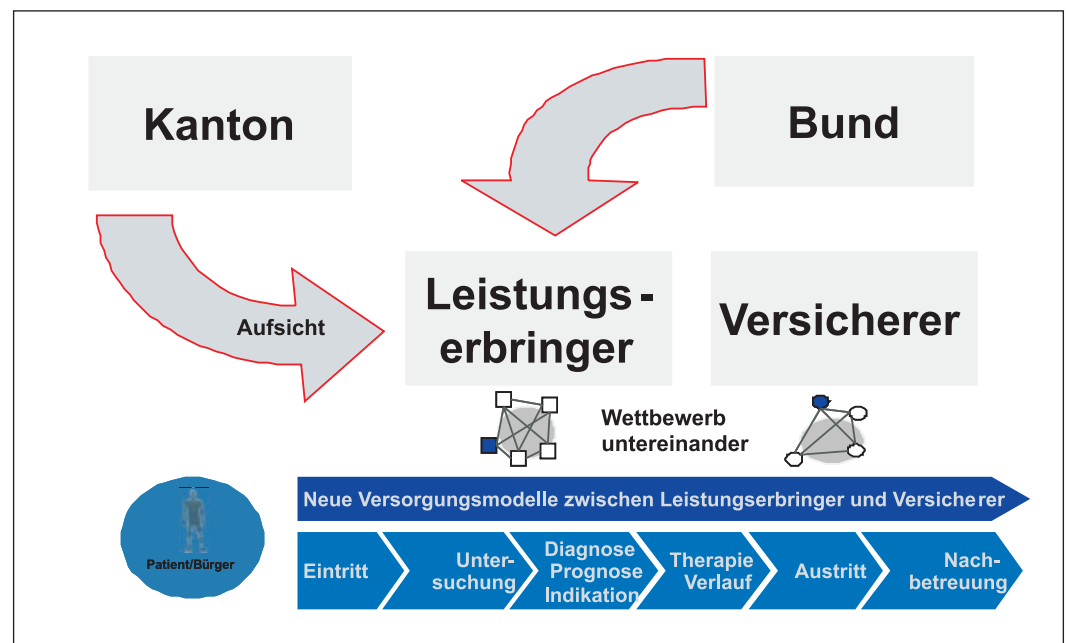 Kanton
Bund
Aufsicht
Leistungs-
erbringer
Versicherer
Wettbewerb
untereinander
Neue Versorgungsmodelle zwischen Leistungserbringer und Versicherer
Patient/Bürger
Eintritt
Unter-
suchung
Diagnose
Prognose
Indikation
Therapie
Verlauf
Austritt
Nach-
betreuung